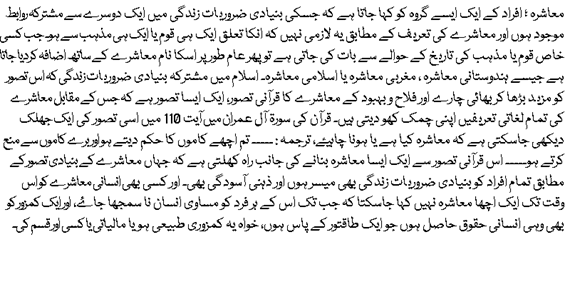 معاشرہ ؛ افراد کے ایک ایسے گروہ کو کہا جاتا ہے کہ جسکی بنیادی ضروریات زندگی میں ایک دوسرے سے مشترکہ روابط
موجود ہوں اور معاشرے کی تعریف کے مطابق یہ لازمی نہیں کہ انکا تعلق ایک ہی قوم یا ایک ہی مذہب سے ہو۔ جب کسی
خاص قوم یا مذہب کی تاریخ کے حوالے سے بات کی جاتی ہے تو پھر عام طور پر اسکا نام معاشرے کے ساتھ اضافہ کردیا جاتا
ہے جیسے ہندوستانی معاشرہ ، مغربی معاشرہ یا اسلامی معاشرہ۔ اسلام میں مشترکہ بنیادی ضروریات زندگی کہ اس تصور
کو مزید بڑھا کر بھائی چارے اور فلاح و بہبود کے معاشرے کا قرآنی تصور، ایک ایسا تصور ہے کہ جس کے مقابل معاشرے
کی تمام لغاتی تعریفیں اپنی چمک کھو دیتی ہیں۔ قرآن کی سورۃ آل عمران میں آیت 110 میں اسی تصور کی ایک جھلک
دیکھی جاسکتی ہے کہ معاشرہ کیا ہے یا ہونا چاہیۓ، ترجمہ : ----- تم اچھے کاموں کا حکم دیتے ہو اور برے کاموں سے منع
کرتے ہو----- اس قرآنی تصور سے ایک ایسا معاشرہ بنانے کی جانب راہ کھلتی ہے کہ جہاں معاشرے کے بنیادی تصور کے
مطابق تمام افراد کو بنیادی ضروریات زندگی بھی میسر ہوں اور ذہنی آسودگی بھی۔ اور کسی بھی انسانی معاشرے کو اس
وقت تک ایک اچھا معاشرہ نہیں کہا جاسکتا کہ جب تک اس کے ہر فرد کو مساوی انسان نا سمجھا جاۓ، اور ایک کمزور کو
بھی وہی انسانی حقوق حاصل ہوں جو ایک طاقتور کے پاس ہوں، خواہ یہ کمزوری طبیعی ہو یا مالیاتی یا کسی اور قسم کی۔